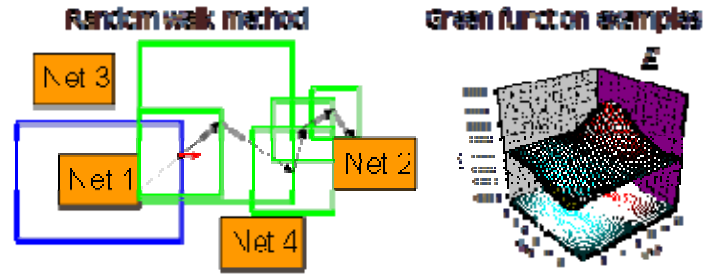 Random walk method
Green function examples
Net 3
Net 1
Net 2
Net 4
E